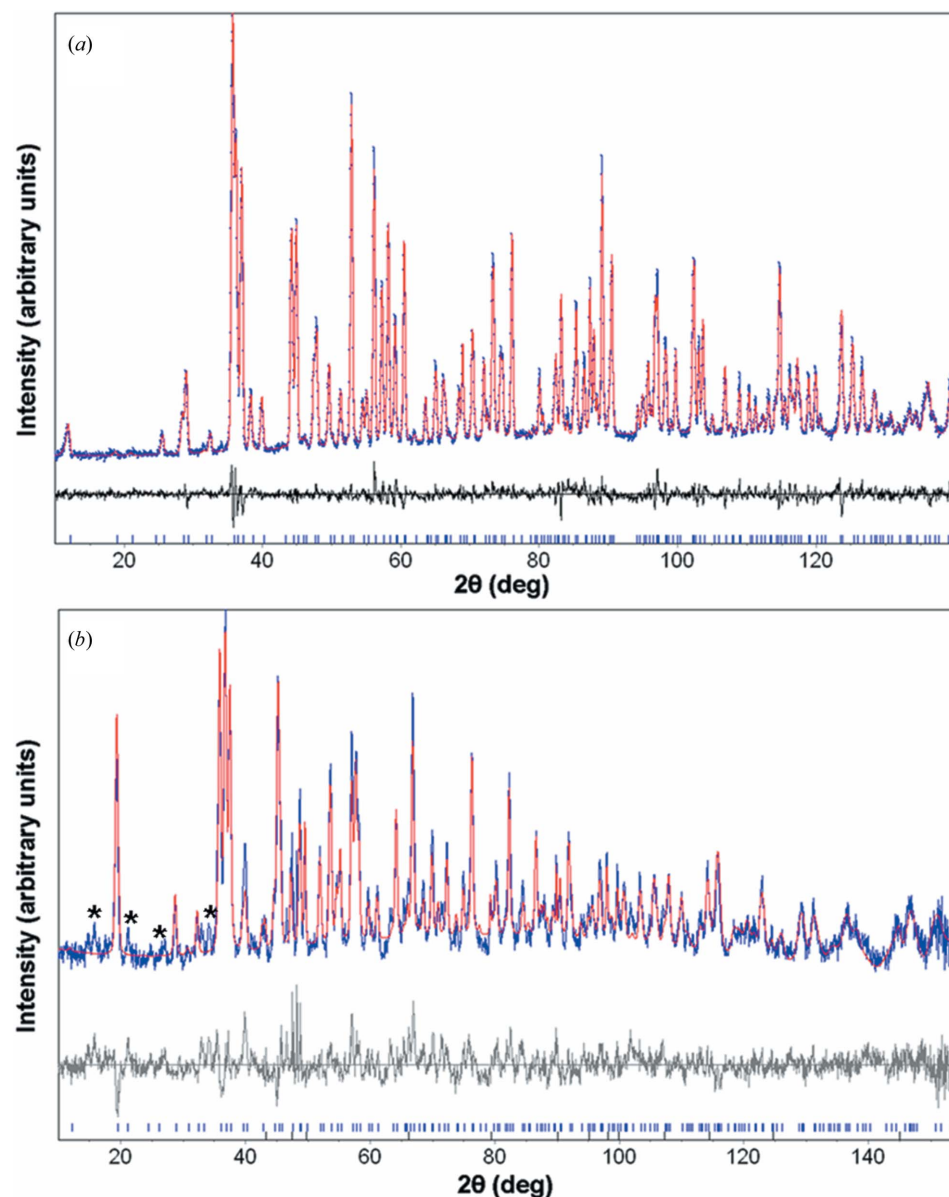 (a)
Intensity (arbitrary units)
20 40 60 80 100 120
2θ (deg)
(b)
Intensity (arbitrary units)
* * * *
20 40 60 80 100 120 140
2θ (deg)